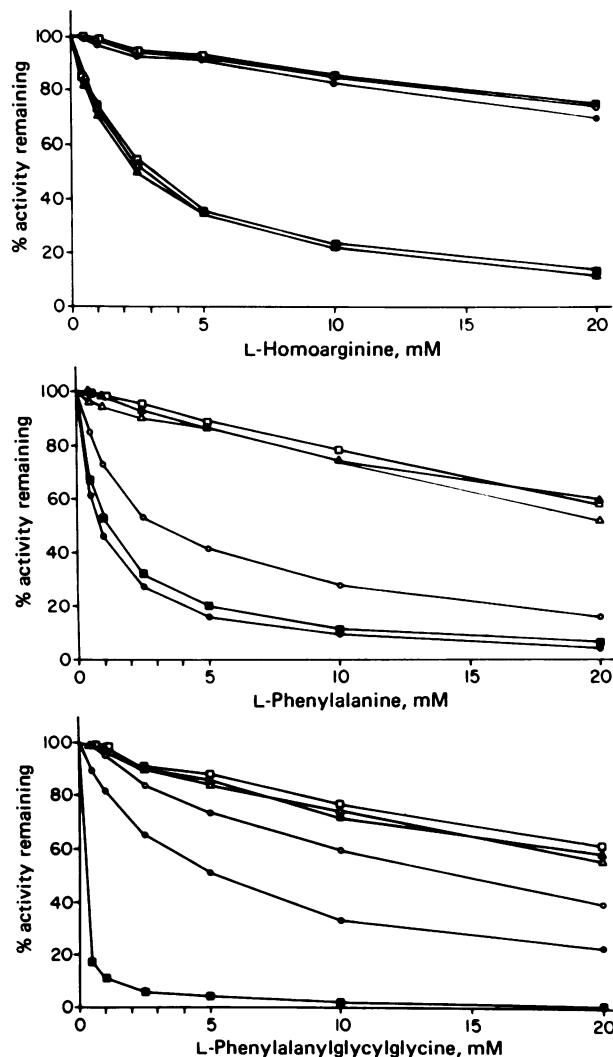 100
80
60
40
20
0
% activity remaining
0 5 10 15 20
L-Homoarginine, mM
100
80
60
40
20
0
% activity remaining
0 5 10 15 20
L-Phenylalanine, mM
100
80
60
40
20
0
% activity remaining
0 5 10 15 20
L-Phenylalanylglycylglycine, mM